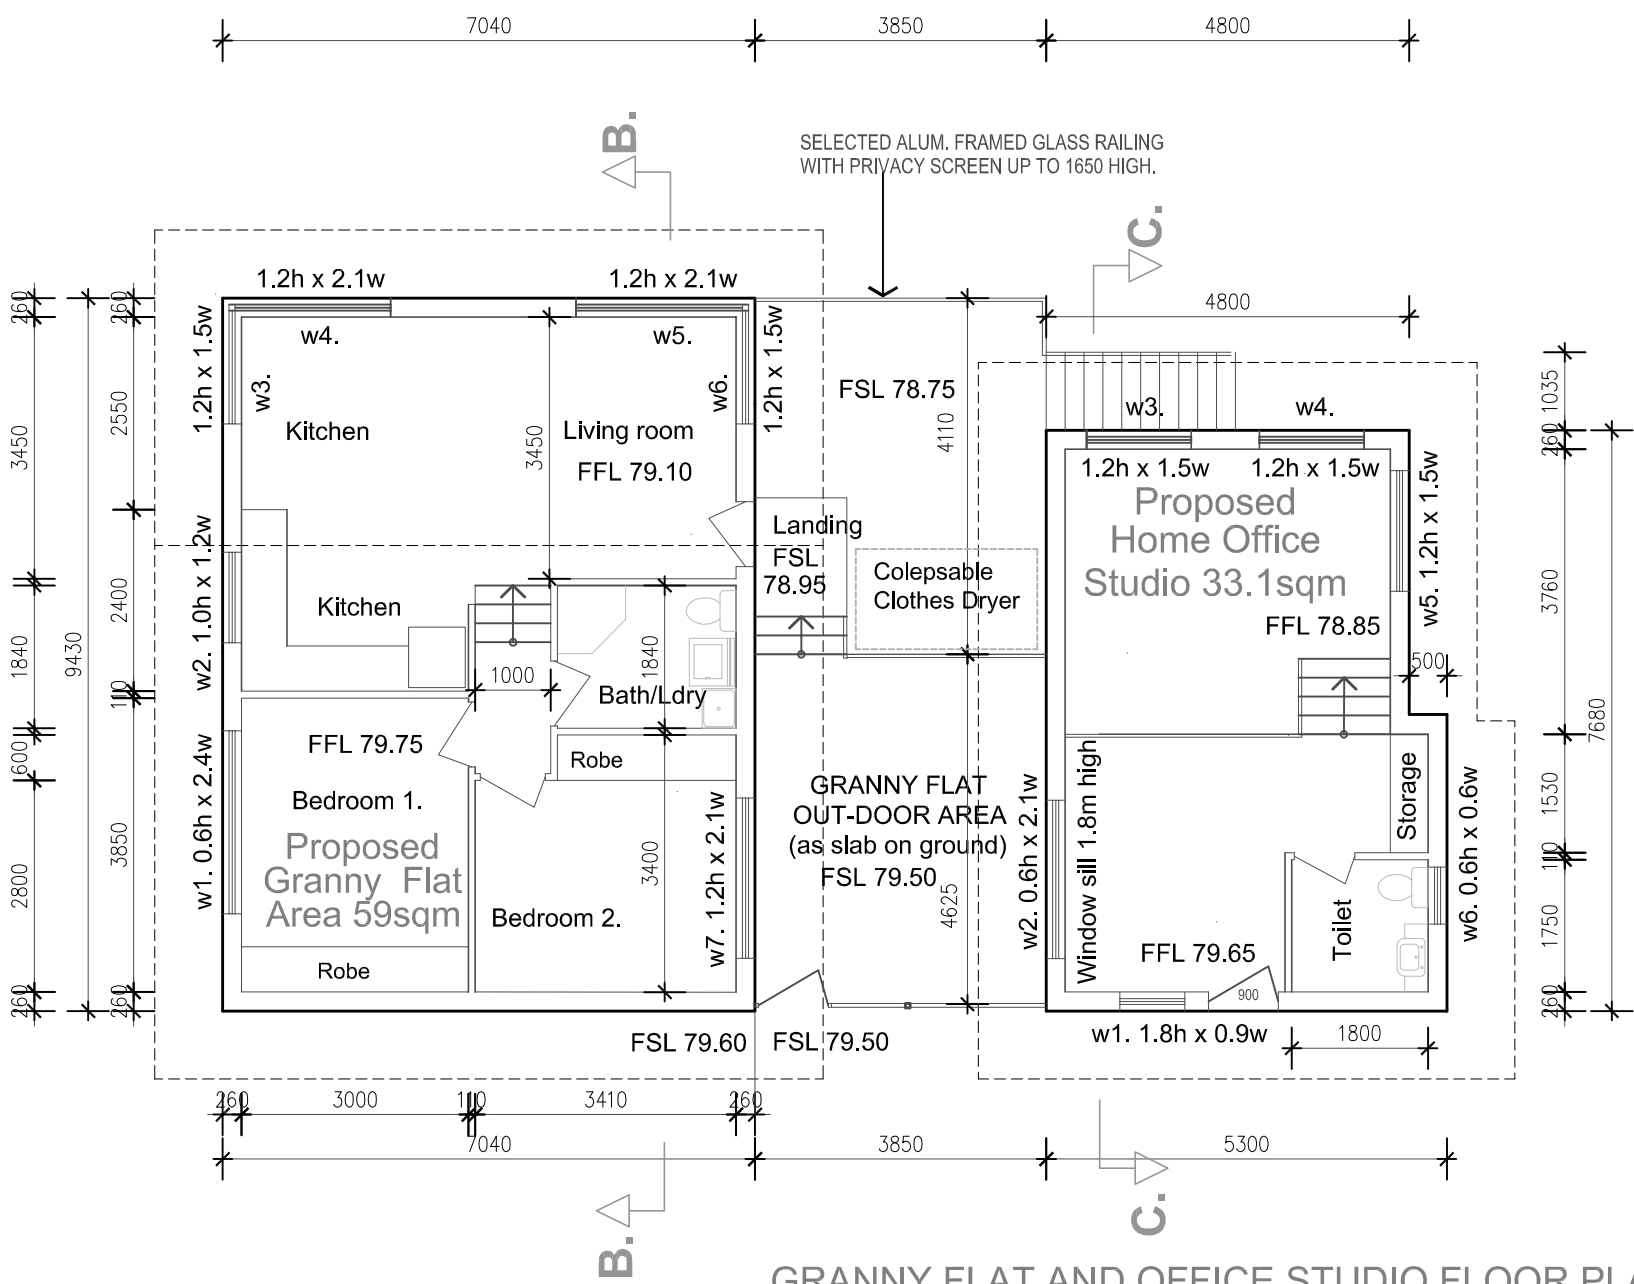 7040
3850
4800
B.
SELECTED ALUM. FRAMED GLASS RAILING
WITH PRIVACY SCREEN UP TO 1650 HIGH.
C.
1.2h x 2.1w
1.2h x 2.1w
4800
260
260
1.2h x 1.5w
w4.
w5.
1.2h x 1.5w
w3.
w6.
FSL 78.75
w3.
w4.
1035
260
3450
2550
9430
Kitchen
3450
Living room
FFL 79.10
4110
1.2h x 1.5w
1.2h x 1.5w
Proposed
Home Office
Studio 33.1sqm
FFL 78.85
w5. 1.2h x 1.5w
3760
7680
Landing
FSL
78.95
Colepsable
Clothes Dryer
w2. 1.0h x 1.2w
2400
1840
110
Kitchen
1000
1840
Bath/Ldry
500
600
w1. 0.6h x 2.4w
FFL 79.75
Bedroom 1.
Robe
Proposed
Granny Flat
Area 59sqm
3850
2800
3400
Bedroom 2.
w7. 1.2h x 2.1w
GRANNY FLAT
OUT-DOOR AREA
(as slab on ground)
FSL 79.50
4625
w2. 0.6h x 2.1w
Window sill 1.8m high
Storage
1530
110
w6. 0.6h x 0.6w
1750
Toilet
FFL 79.65
900
Robe
260
260
260
FSL 79.60
FSL 79.50
w1. 1.8h x 0.9w
1800
260
3000
110
3410
260
7040
3850
5300
B.
C.
GRANNY FLAT AND OFFICE STUDIO FLOOR PLA